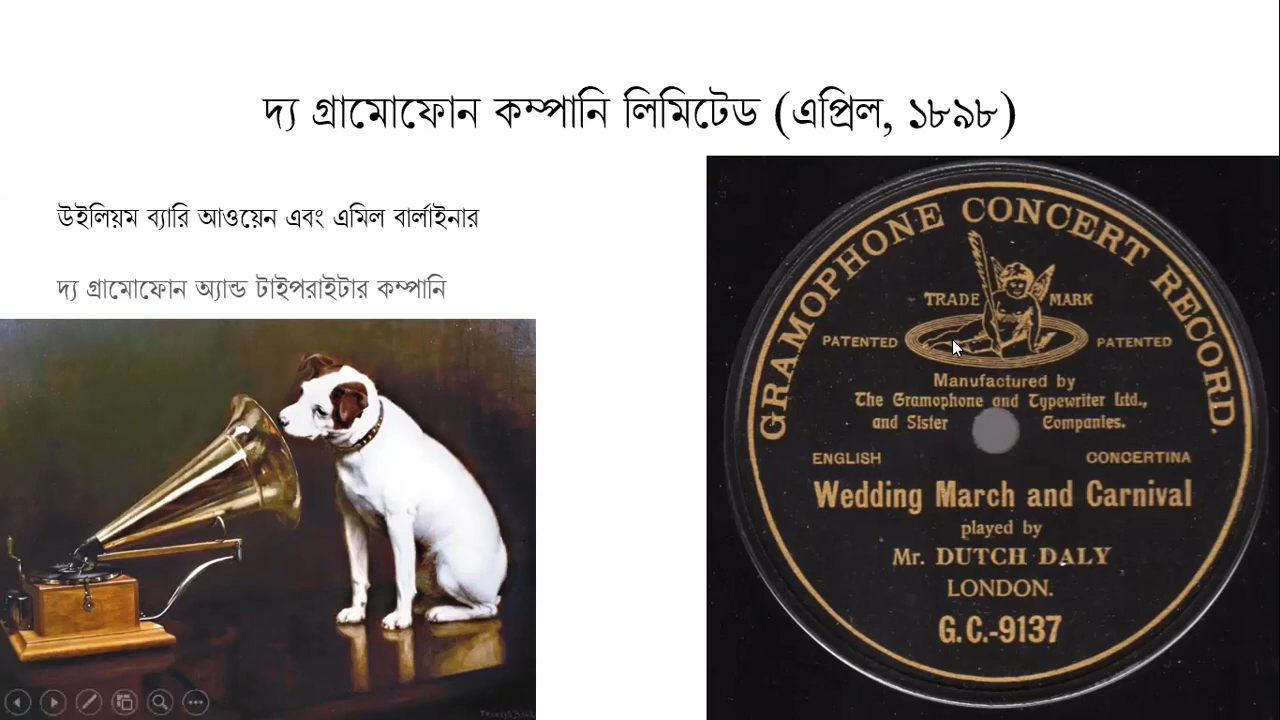 দ্য গ্রামোফোন কম্পানি লিমিটেড (এপ্রিল, ১৮৯৮)
উইলিয়ম ব্যারি আওয়েন এবং এমিল বার্লাইনার
দ্য গ্রামোফোন অ্যান্ড টাইপরাইটার কম্পানি
GRAMOPHONE CONCERT RECORD.
TRADE MARK
PATENTED PATENTED
Manufactured by
The Gramophone and Typewriter Ltd.,
and Sister Companies.
ENGLISH CONCERTINA
Wedding March and Carnival
played by
Mr. DUTCH DALY
LONDON.
G.C.-9137